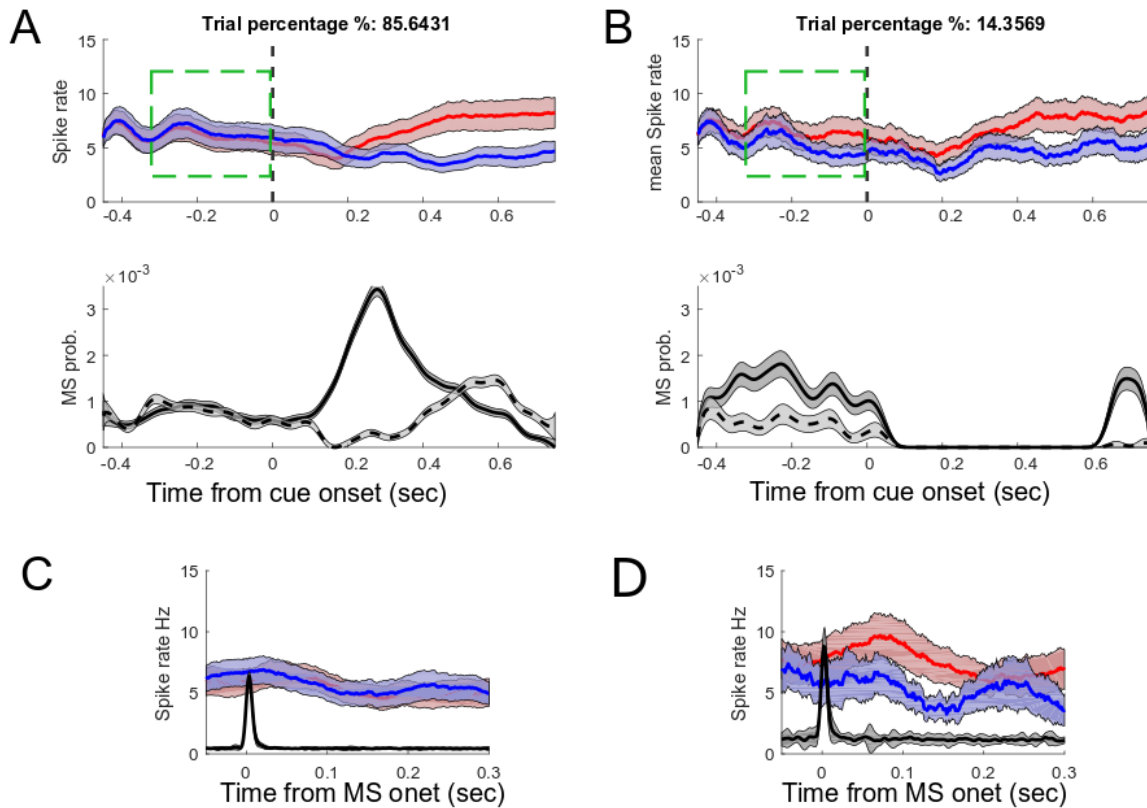 A
Trial percentage %: 85.6431
15
10
5
0
Spike rate
-0.4 -0.2 0 0.2 0.4 0.6
×10⁻³
3
2
1
0
MS prob.
-0.4 -0.2 0 0.2 0.4 0.6
Time from cue onset (sec)
B
Trial percentage %: 14.3569
15
10
5
0
mean Spike rate
-0.4 -0.2 0 0.2 0.4 0.6
×10⁻³
3
2
1
0
MS prob.
-0.4 -0.2 0 0.2 0.4 0.6
Time from cue onset (sec)
C
15
10
5
0
Spike rate Hz
0 0.1 0.2 0.3
Time from MS onet (sec)
D
15
10
5
0
Spike rate Hz
0 0.1 0.2 0.3
Time from MS onet (sec)